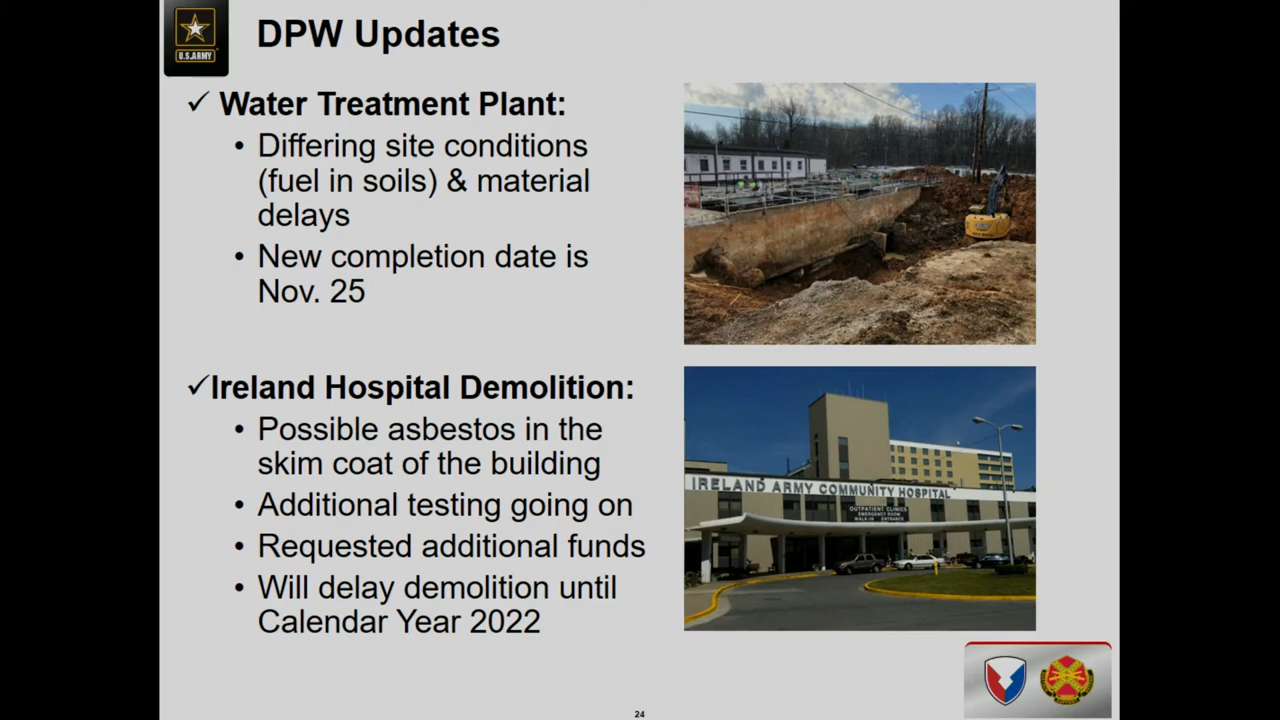 U.S.ARMY
DPW Updates
✓ Water Treatment Plant:
• Differing site conditions
(fuel in soils) & material
delays
• New completion date is
Nov. 25
✓Ireland Hospital Demolition:
• Possible asbestos in the
skim coat of the building
• Additional testing going on
• Requested additional funds
• Will delay demolition until
Calendar Year 2022
IRELAND ARMY COMMUNITY HOSPITAL
OUTPATIENT CLINICS
EMERGENCY ROOM
WALK-IN ENTRANCE
24